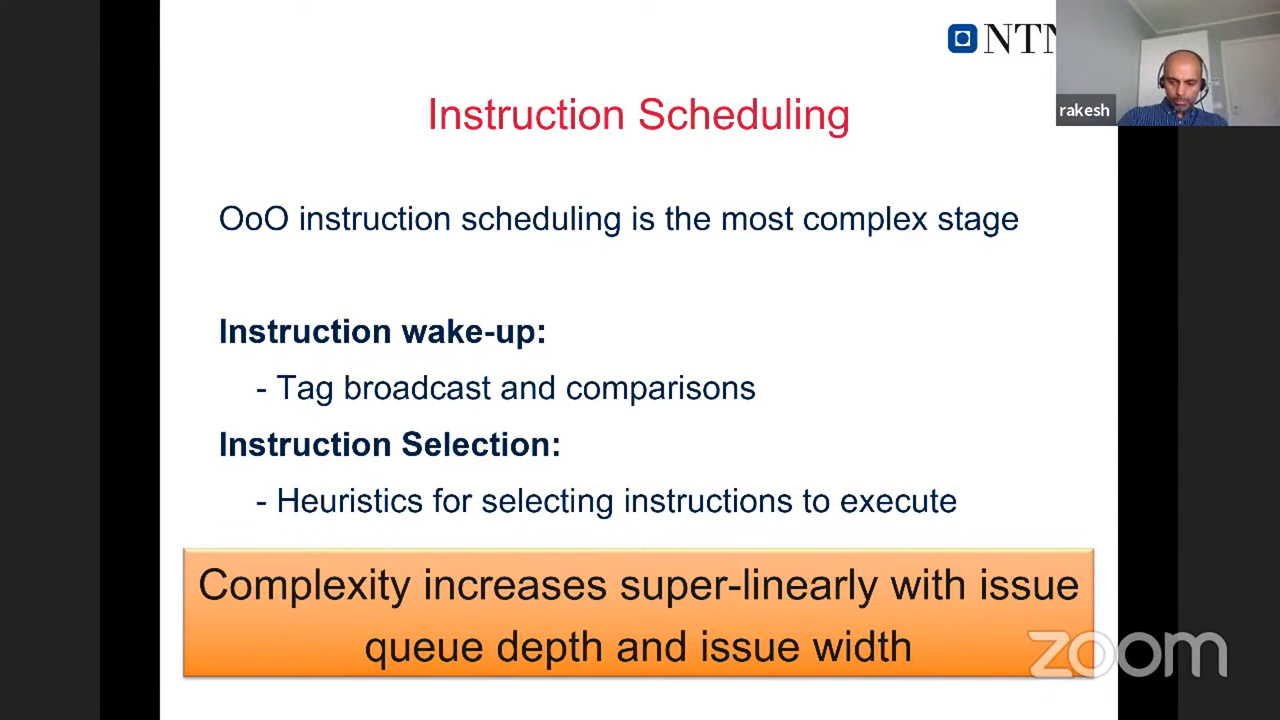 Instruction Scheduling
rakesh
OoO instruction scheduling is the most complex stage
Instruction wake-up:
- Tag broadcast and comparisons
Instruction Selection:
- Heuristics for selecting instructions to execute
Complexity increases super-linearly with issue
queue depth and issue width
zoom